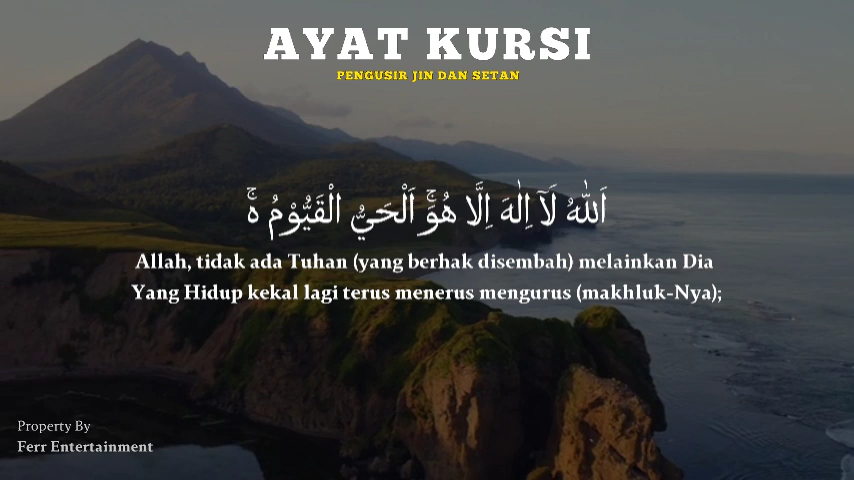 AYAT KURSI
PENGUSIR JIN DAN SETAN
اَللّٰهُ لَآ اِلٰهَ اِلَّا هُوَۚ اَلْحَيُّ الْقَيُّوْمُ ەۚ
Allah, tidak ada Tuhan (yang berhak disembah) melainkan Dia
Yang Hidup kekal lagi terus menerus mengurus (makhluk-Nya);
Property By
Ferr Entertainment